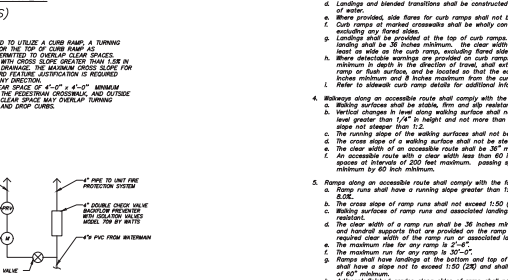 S)
D TO UTILIZE A CURB RAMP, A TURNING
OR THE TOP OF CURB RAMP AS
ERMITTED TO OVERLAP CLEAR SPACES.
WITH CROSS SLOPE GREATER THAN 1.5% IN
DRAINAGE. THE MAXIMUM CROSS SLOPE FOR
RD FEATURE JUSTIFICATION IS REQUIRED
NY DIRECTION.
EAR SPACE OF 4'-0" x 4'-0" MINIMUM
THE PEDESTRIAN CROSSWALK, AND OUTSIDE
CLEAR SPACE MAY OVERLAP TURNING
AND DROP CURBS.
4" PIPE TO UNIT FIRE
PROTECTION SYSTEM
PRV
4" DOUBLE CHECK VALVE
BACKFLOW PREVENTER
WITH ISOLATION VALVES
MODEL 709 BY WATTS
M
4"Ø PVC FROM WATERMAIN
VALVE
d. Landings and blended transitions shall be constructed
of water.
e. Where provided, side flares for curb ramps shall not b
f. Curb ramps at marked crosswalks shall be wholly con
excluding any flared sides.
g. Landings shall be provided at the top of curb ramps.
landing shall be 36 inches minimum. the clear width
least as wide as the curb ramp, excluding flared side
h. Where detectable warnings are provided on curb ramp
minimum in depth in the direction of travel, shall ext
ramp or flush surface, and be located so that the ed
inches minimum and 8 inches maximum from the cur
i. Refer to sidewalk curb ramp details for additional info
4. Walkways along an accessible route shall comply with the
a. Walking surfaces shall be stable, firm and slip resistan
b. Vertical changes in level along walking surface shall n
level greater than 1/4" in height and not more than
slope not steeper than 1:2.
c. The running slope of the walking surfaces shall not be
d. The cross slope of a walking surface shall not be stee
e. The clear width of an accessible route shall be 36" m
f. An accessible route with a clear width less than 60 i
spaces at intervals of 200 feet maximum. passing s
minimum by 60 inch minimum.
5. Ramps along an accessible route shall comply with the fo
a. Ramp runs shall have a running slope greater than 1:
8.0%.
b. The cross slope of ramp runs shall not exceed 1:50 (
c. Walking surfaces of ramp runs and associated landing
resistant.
d. The clear width of a ramp run shall be 36 inches min
and handrail supports that are provided on the ramp
required clear width of the ramp run or associated la
e. The maximum rise for any ramp is 2'-6".
f. The maximum run for any ramp is 30'-0".
g. Ramps shall have landings at the bottom and top of
shall have a slope not to exceed 1:50 (2%) and shall
of 60" minimum.